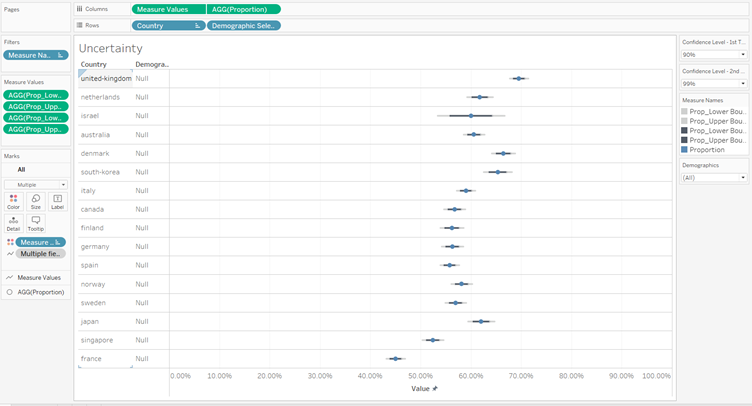 Pages
Columns
Measure Values
AGG(Proportion)
Rows
Country
Demographic Sele..
Filters
Measure Na..
Measure Values
AGG(Prop_Low..
AGG(Prop_Upp..
AGG(Prop_Low..
AGG(Prop_Upp..
Marks
All
Multiple
Color
Size
Label
Detail
Tooltip
Measure ..
Multiple fie..
Measure Values
AGG(Proportion)
Uncertainty
Country Demogra..
united-kingdom Null
netherlands Null
israel Null
australia Null
denmark Null
south-korea Null
italy Null
canada Null
finland Null
germany Null
spain Null
norway Null
sweden Null
japan Null
singapore Null
france Null
0.00% 10.00% 20.00% 30.00% 40.00% 50.00% 60.00% 70.00% 80.00% 90.00% 100.00%
Value
Confidence Level - 1st T...
90%
Confidence Level - 2nd ...
99%
Measure Names
Prop_Lower Bou..
Prop_Upper Bou..
Prop_Lower Bou..
Prop_Upper Bou..
Proportion
Demographics
(All)